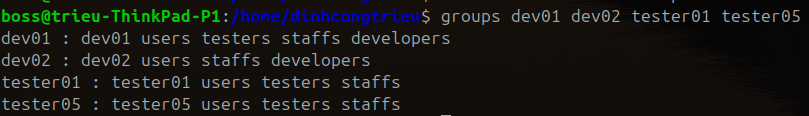 boss@trieu-ThinkPad-P1:/home/dinhcongtrieu$ groups dev01 dev02 tester01 tester05
dev01 : dev01 users testers staffs developers
dev02 : dev02 users staffs developers
tester01 : tester01 users testers staffs
tester05 : tester05 users testers staffs